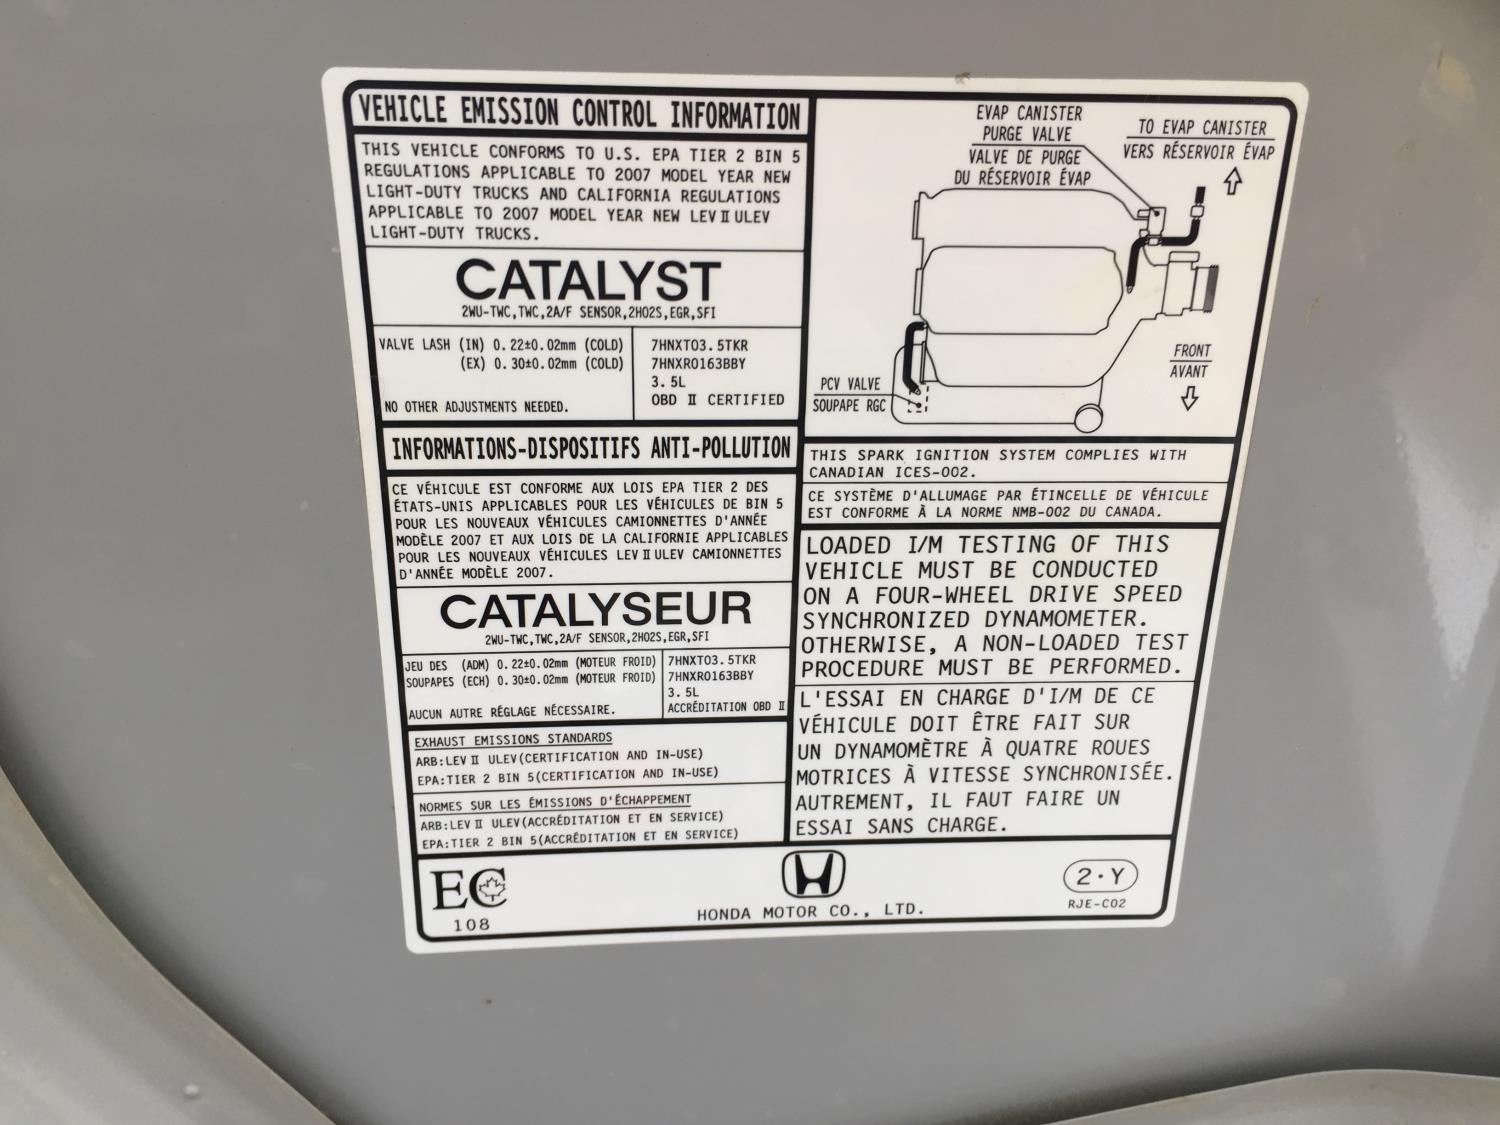 VEHICLE EMISSION CONTROL INFORMATION
THIS VEHICLE CONFORMS TO U.S. EPA TIER 2 BIN 5
REGULATIONS APPLICABLE TO 2007 MODEL YEAR NEW
LIGHT-DUTY TRUCKS AND CALIFORNIA REGULATIONS
APPLICABLE TO 2007 MODEL YEAR NEW LEV II ULEV
LIGHT-DUTY TRUCKS.
CATALYST
2WU-TWC,TWC,2A/F SENSOR,2HO2S,EGR,SFI
VALVE LASH (IN) 0.22±0.02mm (COLD)
(EX) 0.30±0.02mm (COLD)
NO OTHER ADJUSTMENTS NEEDED.
7HNXT03.5TKR
7HNXR0163BBY
3.5L
OBD II CERTIFIED
INFORMATIONS-DISPOSITIFS ANTI-POLLUTION
CE VÉHICULE EST CONFORME AUX LOIS EPA TIER 2 DES
ÉTATS-UNIS APPLICABLES POUR LES VÉHICULES DE BIN 5
POUR LES NOUVEAUX VÉHICULES CAMIONNETTES D'ANNÉE
MODÈLE 2007 ET AUX LOIS DE LA CALIFORNIE APPLICABLES
POUR LES NOUVEAUX VÉHICULES LEV II ULEV CAMIONNETTES
D'ANNÉE MODÈLE 2007.
CATALYSEUR
2WU-TWC,TWC,2A/F SENSOR,2HO2S,EGR,SFI
JEU DES (ADM) 0.22±0.02mm (MOTEUR FROID)
SOUPAPES (ECH) 0.30±0.02mm (MOTEUR FROID)
AUCUN AUTRE RÉGLAGE NÉCESSAIRE.
7HNXT03.5TKR
7HNXR0163BBY
3.5L
ACCRÉDITATION OBD II
EXHAUST EMISSIONS STANDARDS
ARB:LEV II ULEV(CERTIFICATION AND IN-USE)
EPA:TIER 2 BIN 5(CERTIFICATION AND IN-USE)
NORMES SUR LES ÉMISSIONS D'ÉCHAPPEMENT
ARB:LEV II ULEV(ACCRÉDITATION ET EN SERVICE)
EPA:TIER 2 BIN 5(ACCRÉDITATION ET EN SERVICE)
EVAP CANISTER
PURGE VALVE
VALVE DE PURGE
DU RÉSERVOIR ÉVAP
TO EVAP CANISTER
VERS RÉSERVOIR ÉVAP
FRONT
AVANT
PCV VALVE
SOUPAPE RGC
THIS SPARK IGNITION SYSTEM COMPLIES WITH
CANADIAN ICES-002.
CE SYSTÈME D'ALLUMAGE PAR ÉTINCELLE DE VÉHICULE
EST CONFORME À LA NORME NMB-002 DU CANADA.
LOADED I/M TESTING OF THIS
VEHICLE MUST BE CONDUCTED
ON A FOUR-WHEEL DRIVE SPEED
SYNCHRONIZED DYNAMOMETER.
OTHERWISE, A NON-LOADED TEST
PROCEDURE MUST BE PERFORMED.
L'ESSAI EN CHARGE D'I/M DE CE
VÉHICULE DOIT ÊTRE FAIT SUR
UN DYNAMOMÈTRE À QUATRE ROUES
MOTRICES À VITESSE SYNCHRONISÉE.
AUTREMENT, IL FAUT FAIRE UN
ESSAI SANS CHARGE.
EC
108
HONDA MOTOR CO., LTD.
2·Y
RJE-C02